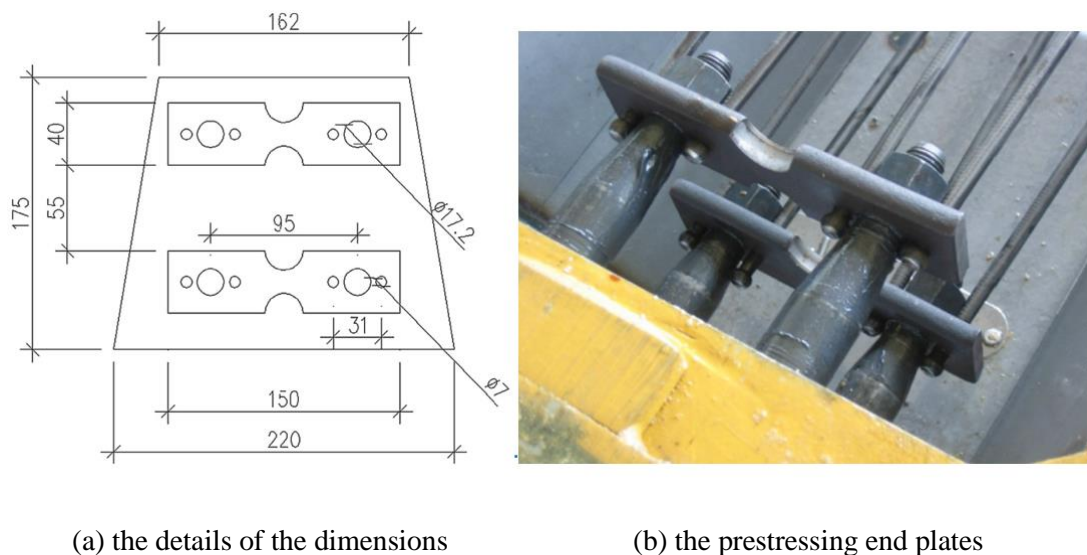 162
40
175
55
ø17.2
95
31
ø7
150
220
(a) the details of the dimensions
(b) the prestressing end plates